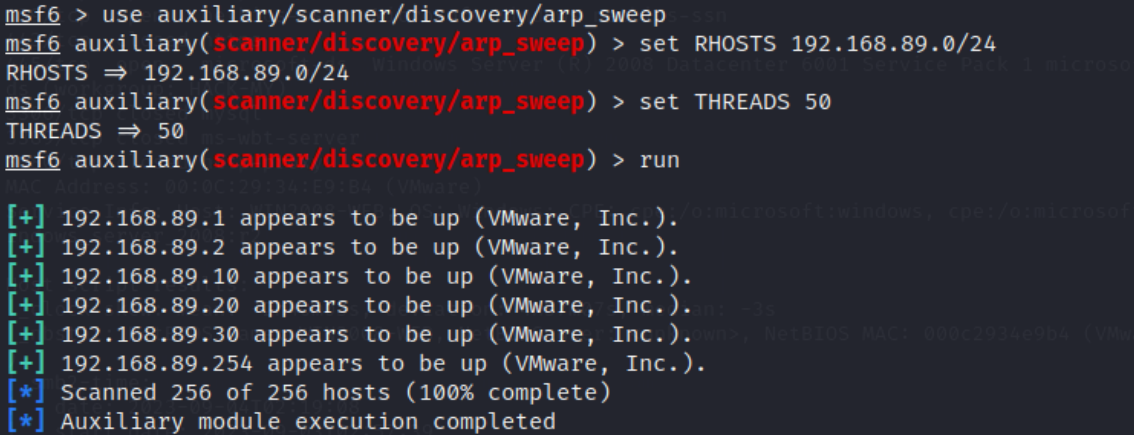 msf6 > use auxiliary/scanner/discovery/arp_sweep
msf6 auxiliary(scanner/discovery/arp_sweep) > set RHOSTS 192.168.89.0/24
RHOSTS ⇒ 192.168.89.0/24
msf6 auxiliary(scanner/discovery/arp_sweep) > set THREADS 50
THREADS ⇒ 50
msf6 auxiliary(scanner/discovery/arp_sweep) > run
[+] 192.168.89.1 appears to be up (VMware, Inc.).
[+] 192.168.89.2 appears to be up (VMware, Inc.).
[+] 192.168.89.10 appears to be up (VMware, Inc.).
[+] 192.168.89.20 appears to be up (VMware, Inc.).
[+] 192.168.89.30 appears to be up (VMware, Inc.).
[+] 192.168.89.254 appears to be up (VMware, Inc.).
[*] Scanned 256 of 256 hosts (100% complete)
[*] Auxiliary module execution completed